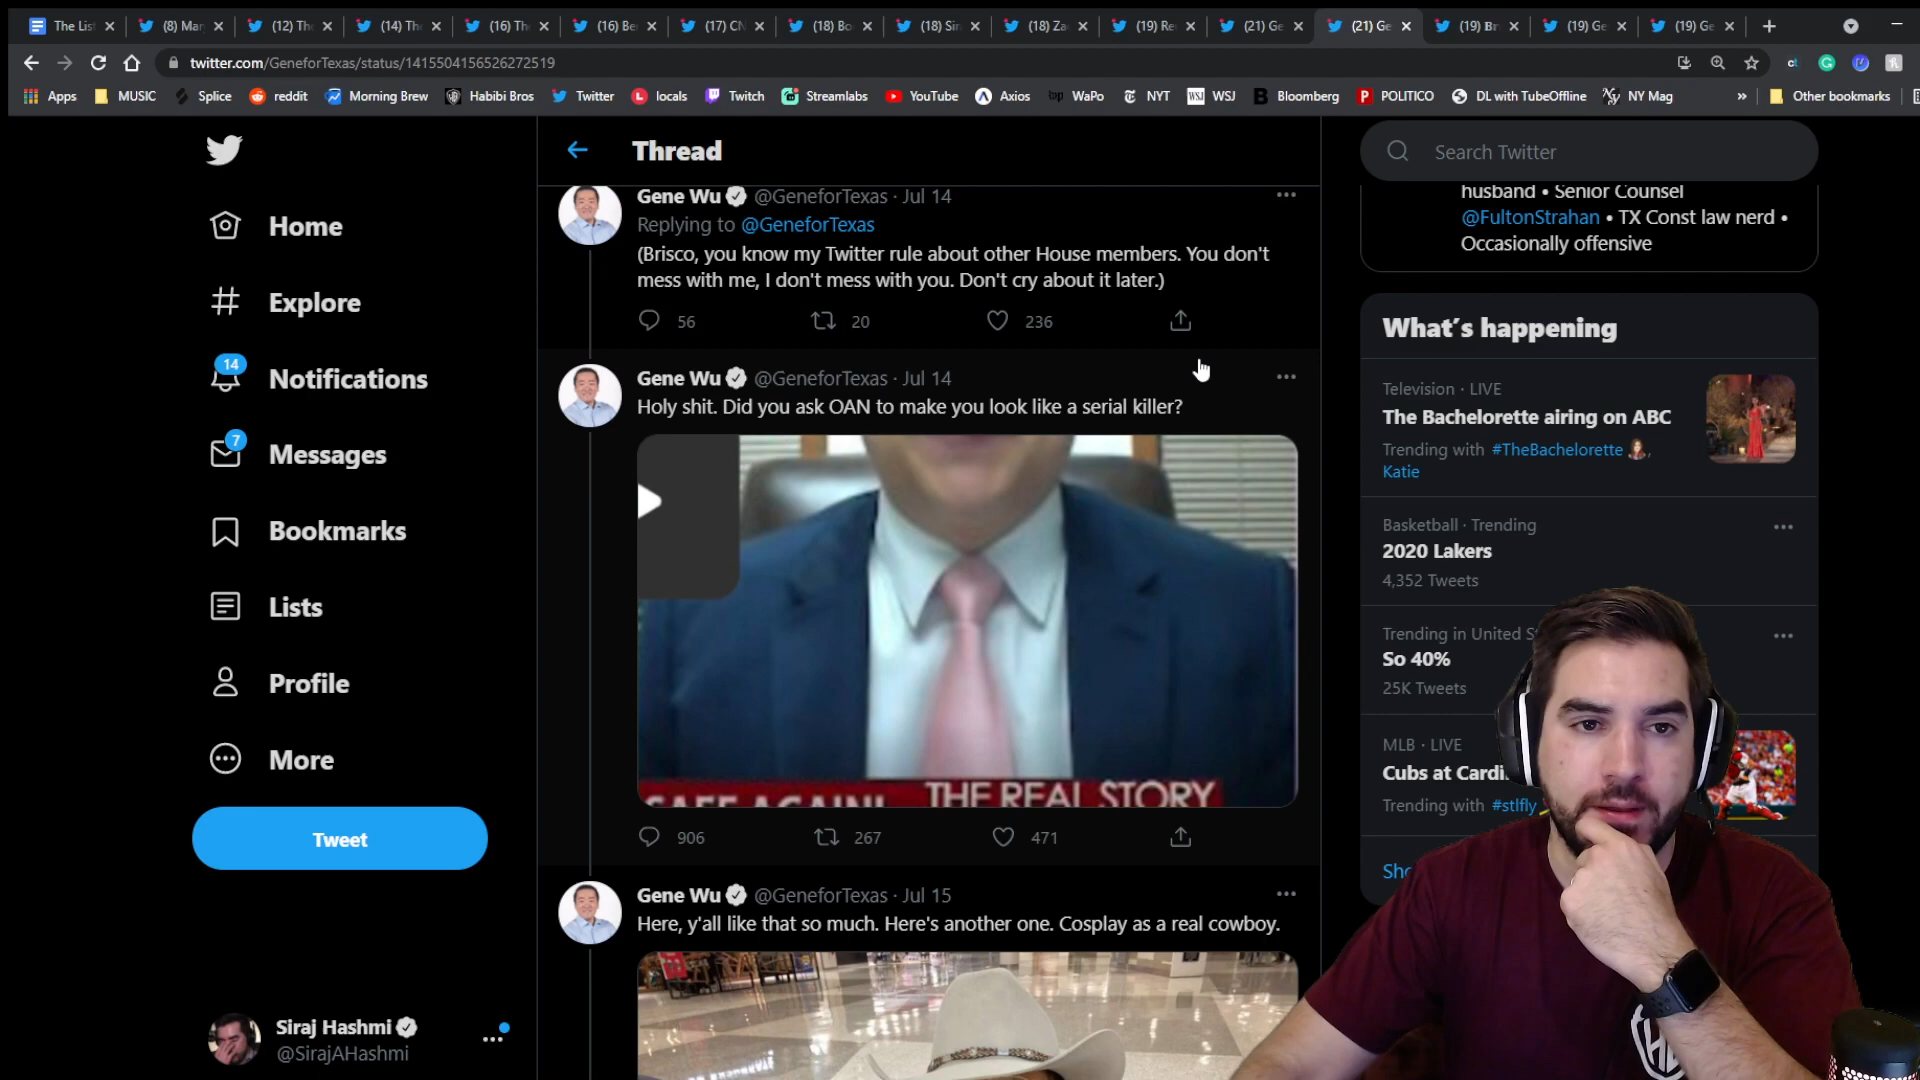 The List
(8) Mar
(12) The
(14) The
(16) Th
(16) Be
(17) CN
(18) Bo
(18) Sir
(18) Za
(19) Re
(21) Ge
(21) Ge
(19) Br
(19) Ge
(19) Ge
twitter.com/GeneforTexas/status/1415504156526272519
Apps MUSIC Splice reddit Morning Brew Habibi Bros Twitter locals Twitch Streamlabs YouTube Axios WaPo NYT WSJ Bloomberg POLITICO DL with TubeOffline NY Mag » Other bookmarks
Home
Explore
14
Notifications
7
Messages
Bookmarks
Lists
Profile
More
Tweet
Siraj Hashmi
@SirajAHashmi
Thread
Gene Wu @GeneforTexas · Jul 14
Replying to @GeneforTexas
(Brisco, you know my Twitter rule about other House members. You don't
mess with me, I don't mess with you. Don't cry about it later.)
56 20 236
Gene Wu @GeneforTexas · Jul 14
Holy shit. Did you ask OAN to make you look like a serial killer?
SAFE AGAIN! THE REAL STORY
906 267 471
Gene Wu @GeneforTexas · Jul 15
Here, y'all like that so much. Here's another one. Cosplay as a real cowboy.
Search Twitter
husband • Senior Counsel
@FultonStrahan • TX Const law nerd •
Occasionally offensive
What's happening
Television · LIVE
The Bachelorette airing on ABC
Trending with #TheBachelorette ,
Katie
Basketball · Trending
2020 Lakers
4,352 Tweets
Trending in United S
So 40%
25K Tweets
MLB · LIVE
Cubs at Cardi
Trending with #stlfly
Sho